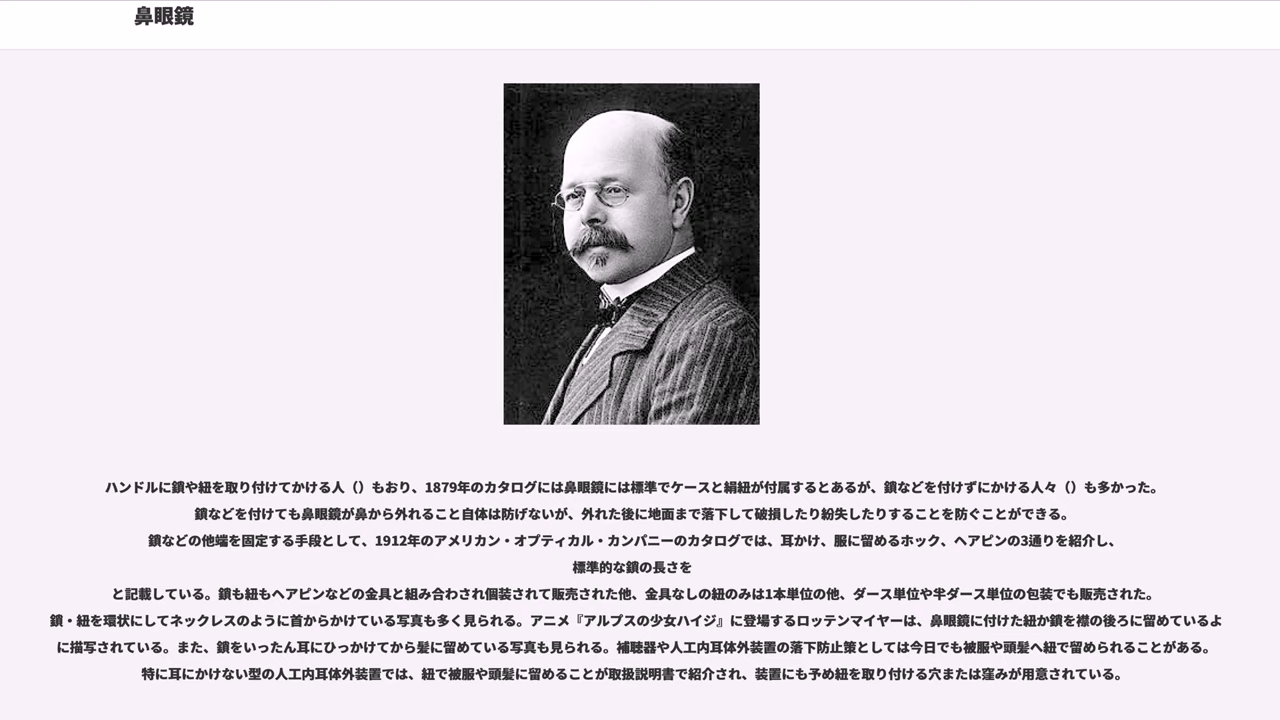 鼻眼鏡
ハンドルに鎖や紐を取り付けてかける人（）もおり、1879年のカタログには鼻眼鏡には標準でケースと絹紐が付属するとあるが、鎖などを付けずにかける人々（）も多かった。
鎖などを付けても鼻眼鏡が鼻から外れること自体は防げないが、外れた後に地面まで落下して破損したり紛失したりすることを防ぐことができる。
鎖などの他端を固定する手段として、1912年のアメリカン・オプティカル・カンパニーのカタログでは、耳かけ、服に留めるホック、ヘアピンの3通りを紹介し、
標準的な鎖の長さを
と記載している。鎖も紐もヘアピンなどの金具と組み合わされ個装されて販売された他、金具なしの紐のみは1本単位の他、ダース単位や半ダース単位の包装でも販売された。
鎖・紐を環状にしてネックレスのように首からかけている写真も多く見られる。アニメ『アルプスの少女ハイジ』に登場するロッテンマイヤーは、鼻眼鏡に付けた紐か鎖を襟の後ろに留めているよ
に描写されている。また、鎖をいったん耳にひっかけてから髪に留めている写真も見られる。補聴器や人工内耳体外装置の落下防止策としては今日でも被服や頭髪へ紐で留められることがある。
特に耳にかけない型の人工内耳体外装置では、紐で被服や頭髪に留めることが取扱説明書で紹介され、装置にも予め紐を取り付ける穴または窪みが用意されている。